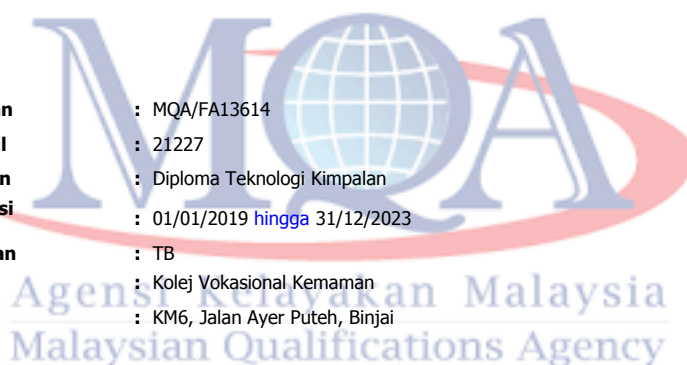 MQA
an : MQA/FA13614
l : 21227
n : Diploma Teknologi Kimpalan
si : 01/01/2019 hingga 31/12/2023
an : TB
: Kolej Vokasional Kemaman
: KM6, Jalan Ayer Puteh, Binjai
Agensi Kelayakan Malaysia
Malaysian Qualifications Agency